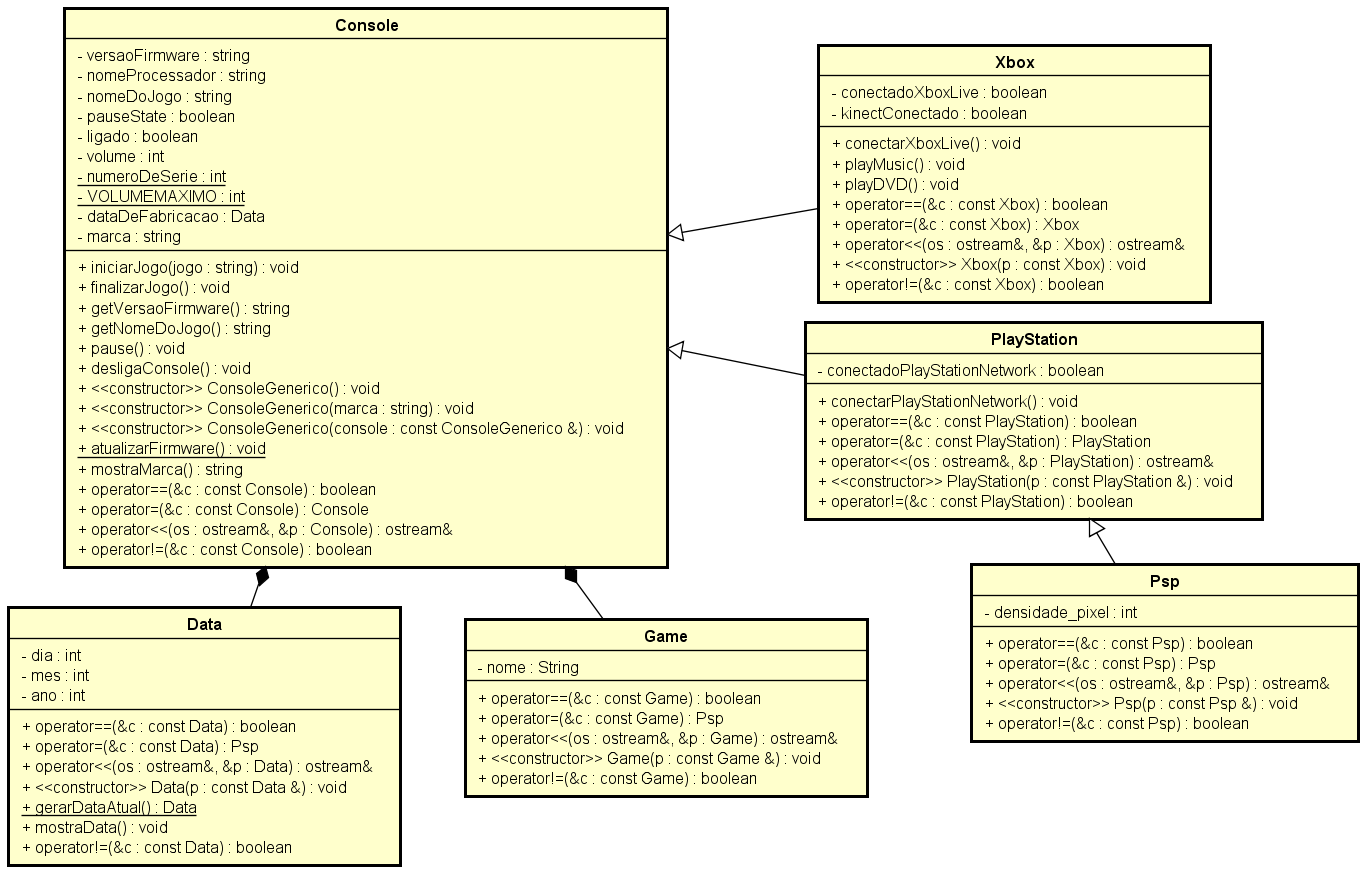 Console
- versaoFirmware : string
- nomeProcessador : string
- nomeDoJogo : string
- pauseState : boolean
- ligado : boolean
- volume : int
- numeroDeSerie : int
- VOLUMEMAXIMO : int
- dataDeFabricacao : Data
- marca : string
+ iniciarJogo(jogo : string) : void
+ finalizarJogo() : void
+ getVersaoFirmware() : string
+ getNomeDoJogo() : string
+ pause() : void
+ desligaConsole() : void
+ <<constructor>> ConsoleGenerico() : void
+ <<constructor>> ConsoleGenerico(marca : string) : void
+ <<constructor>> ConsoleGenerico(console : const ConsoleGenerico &) : void
+ atualizarFirmware() : void
+ mostraMarca() : string
+ operator==(&c : const Console) : boolean
+ operator=(&c : const Console) : Console
+ operator<<(os : ostream&, &p : Console) : ostream&
+ operator!=(&c : const Console) : boolean
Xbox
- conectadoXboxLive : boolean
- kinectConectado : boolean
+ conectarXboxLive() : void
+ playMusic() : void
+ playDVD() : void
+ operator==(&c : const Xbox) : boolean
+ operator=(&c : const Xbox) : Xbox
+ operator<<(os : ostream&, &p : Xbox) : ostream&
+ <<constructor>> Xbox(p : const Xbox) : void
+ operator!=(&c : const Xbox) : boolean
PlayStation
- conectadoPlayStationNetwork : boolean
+ conectarPlayStationNetwork() : void
+ operator==(&c : const PlayStation) : boolean
+ operator=(&c : const PlayStation) : PlayStation
+ operator<<(os : ostream&, &p : PlayStation) : ostream&
+ <<constructor>> PlayStation(p : const PlayStation &) : void
+ operator!=(&c : const PlayStation) : boolean
Psp
- densidade_pixel : int
+ operator==(&c : const Psp) : boolean
+ operator=(&c : const Psp) : Psp
+ operator<<(os : ostream&, &p : Psp) : ostream&
+ <<constructor>> Psp(p : const Psp &) : void
+ operator!=(&c : const Psp) : boolean
Data
- dia : int
- mes : int
- ano : int
+ operator==(&c : const Data) : boolean
+ operator=(&c : const Data) : Psp
+ operator<<(os : ostream&, &p : Data) : ostream&
+ <<constructor>> Data(p : const Data &) : void
+ gerarDataAtual() : Data
+ mostraData() : void
+ operator!=(&c : const Data) : boolean
Game
- nome : String
+ operator==(&c : const Game) : boolean
+ operator=(&c : const Game) : Psp
+ operator<<(os : ostream&, &p : Game) : ostream&
+ <<constructor>> Game(p : const Game &) : void
+ operator!=(&c : const Game) : boolean